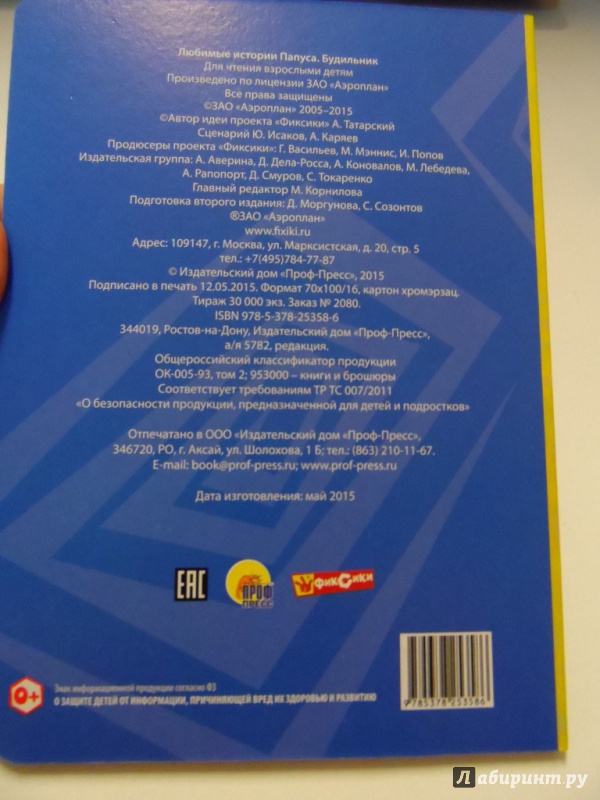 Любимые истории Папуса. Будильник
Для чтения взрослыми детям
Произведено по лицензии ЗАО «Аэроплан»
Все права защищены
©ЗАО «Аэроплан» 2005–2015
©Автор идеи проекта «Фиксики» А. Татарский
Сценарий Ю. Исаков, А. Каряев
Продюсеры проекта «Фиксики»: Г. Васильев, М. Мэннис, И. Попов
Издательская группа: А. Аверина, Д. Дела-Росса, А. Коновалов, М. Лебедева,
А. Рапопорт, Д. Смуров, С. Токаренко
Главный редактор М. Корнилова
Подготовка второго издания: Д. Моргунова, С. Созонтов
®ЗАО «Аэроплан»
www.fixiki.ru
Адрес: 109147, г. Москва, ул. Марксистская, д. 20, стр. 5
тел.: +7(495)784-77-87
© Издательский дом «Проф-Пресс», 2015
Подписано в печать 12.05.2015. Формат 70х100/16, картон хромэрзац.
Тираж 30 000 экз. Заказ № 2080.
ISBN 978-5-378-25358-6
344019, Ростов-на-Дону, Издательский дом «Проф-Пресс»,
а/я 5782, редакция.
Общероссийский классификатор продукции
ОК-005-93, том 2; 953000 – книги и брошюры
Соответствует требованиям ТР ТС 007/2011
«О безопасности продукции, предназначенной для детей и подростков»
Отпечатано в ООО «Издательский дом «Проф-Пресс»,
346720, РО, г. Аксай, ул. Шолохова, 1 Б; тел.: (863) 210-11-67.
E-mail: book@prof-press.ru; www.prof-press.ru
Дата изготовления: май 2015
ЕАС
ПРОФ
ПРЕСС
ФИКСИКИ
0+
Знак информационной продукции согласно ФЗ
О ЗАЩИТЕ ДЕТЕЙ ОТ ИНФОРМАЦИИ, ПРИЧИНЯЮЩЕЙ ВРЕД ИХ ЗДОРОВЬЮ И РАЗВИТИЮ
9 785378 253586
Лабиринт.ру